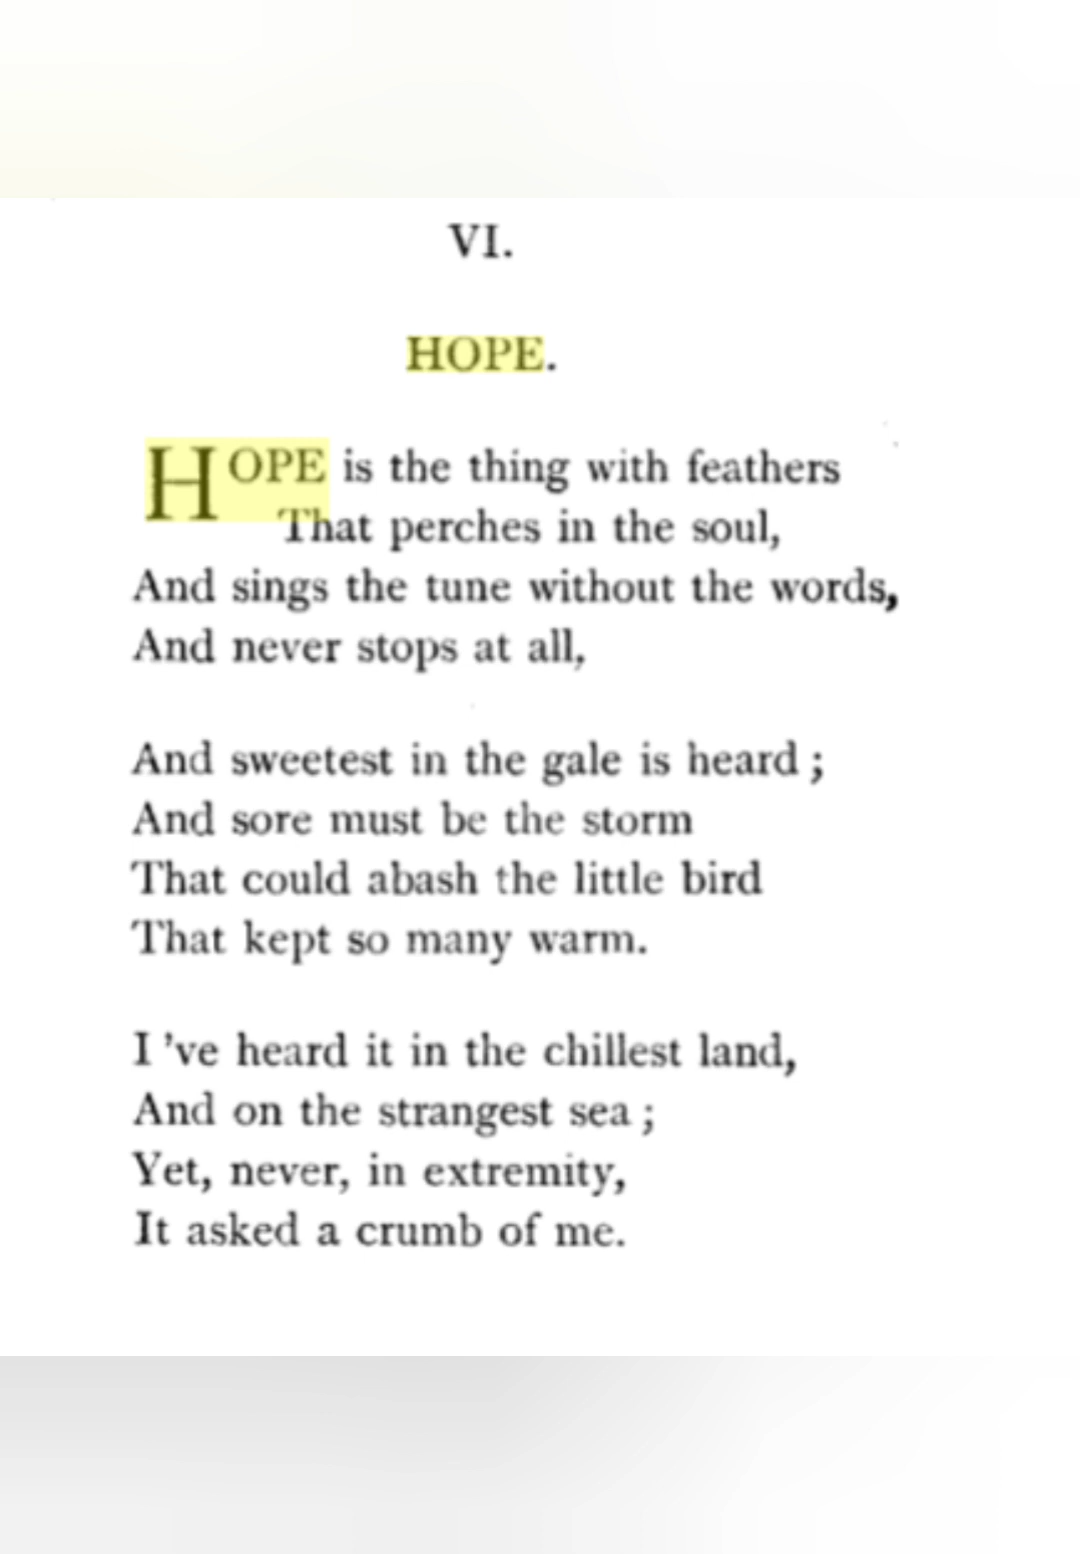 VI.
HOPE.
HOPE is the thing with feathers
That perches in the soul,
And sings the tune without the words,
And never stops at all,
And sweetest in the gale is heard ;
And sore must be the storm
That could abash the little bird
That kept so many warm.
I 've heard it in the chillest land,
And on the strangest sea ;
Yet, never, in extremity,
It asked a crumb of me.